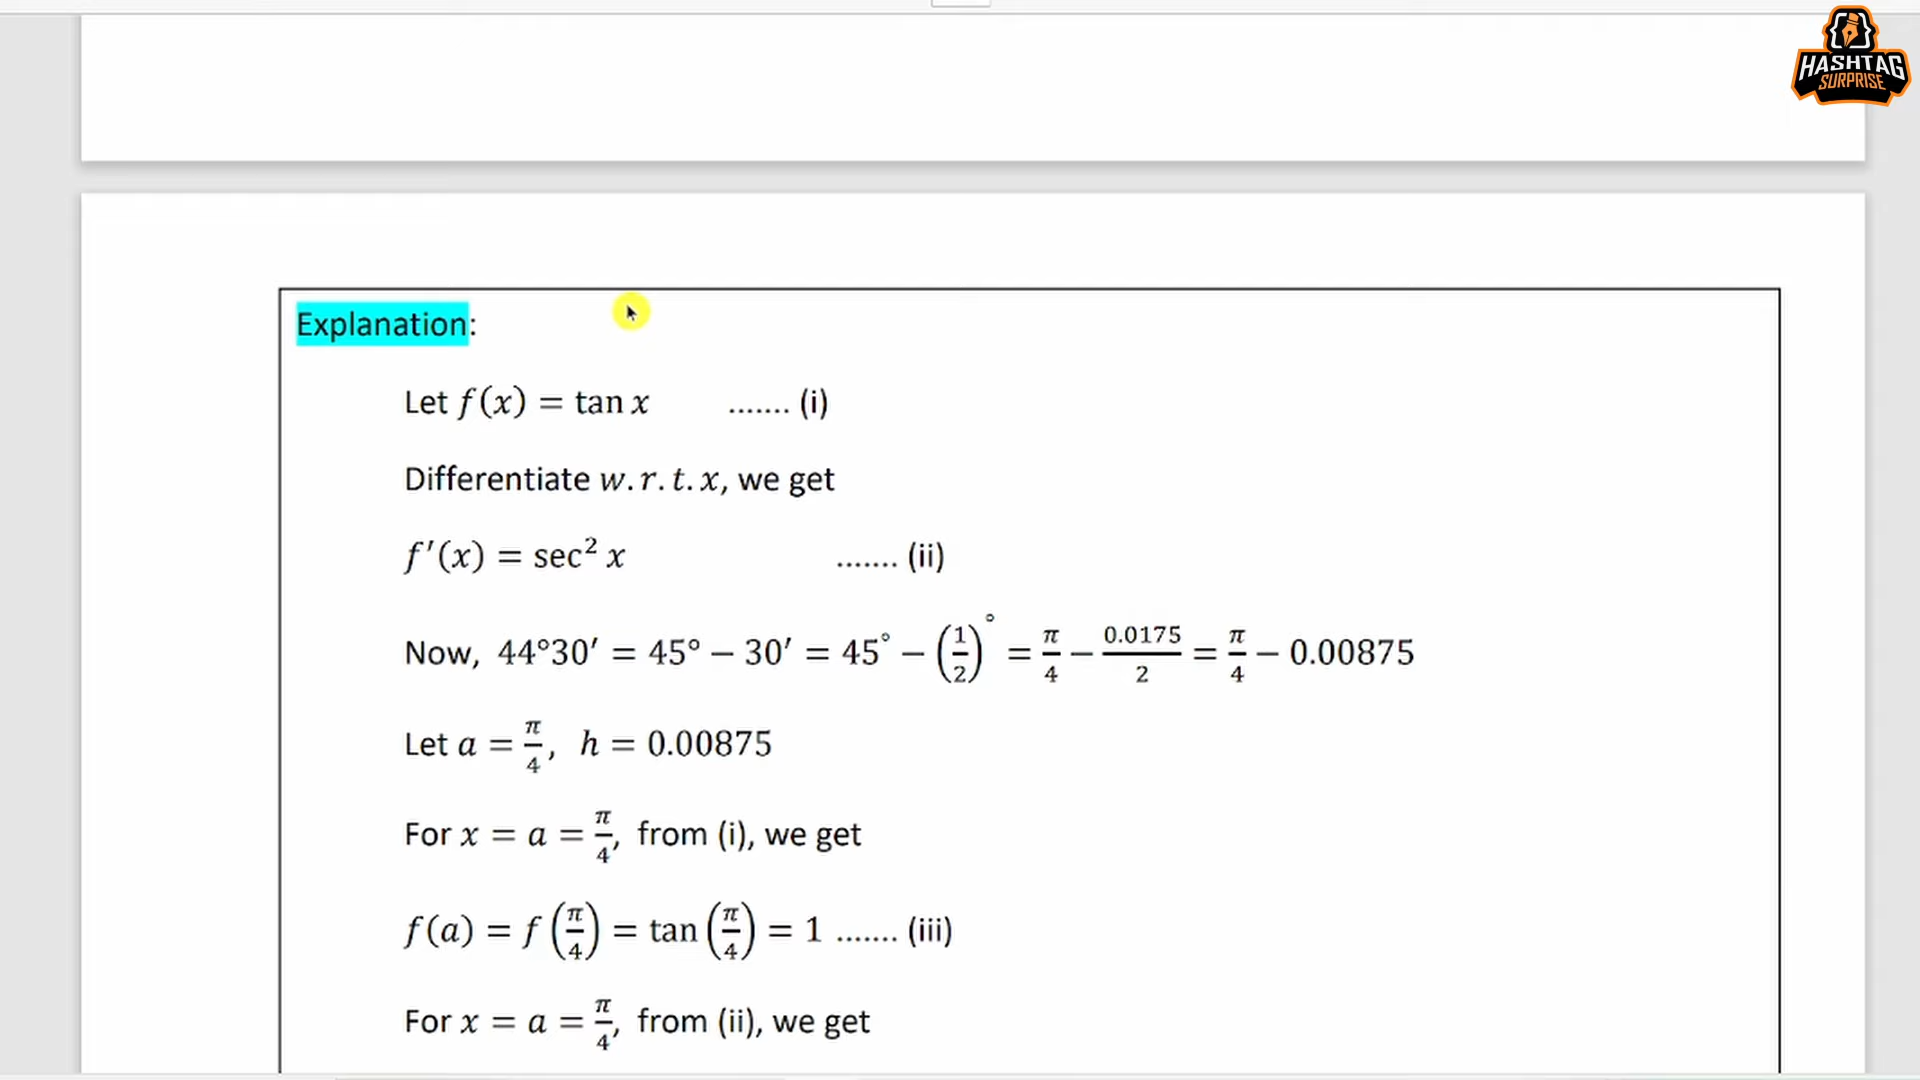 HASHTAG
SURPRISE
Explanation:
Let f(x) = tan x ....... (i)
Differentiate w.r.t.x, we get
f′(x) = sec² x ....... (ii)
Now, 44°30′ = 45° − 30′ = 45° − (1/2)° = π/4 − 0.0175/2 = π/4 − 0.00875
Let a = π/4, h = 0.00875
For x = a = π/4, from (i), we get
f(a) = f(π/4) = tan(π/4) = 1 ....... (iii)
For x = a = π/4, from (ii), we get